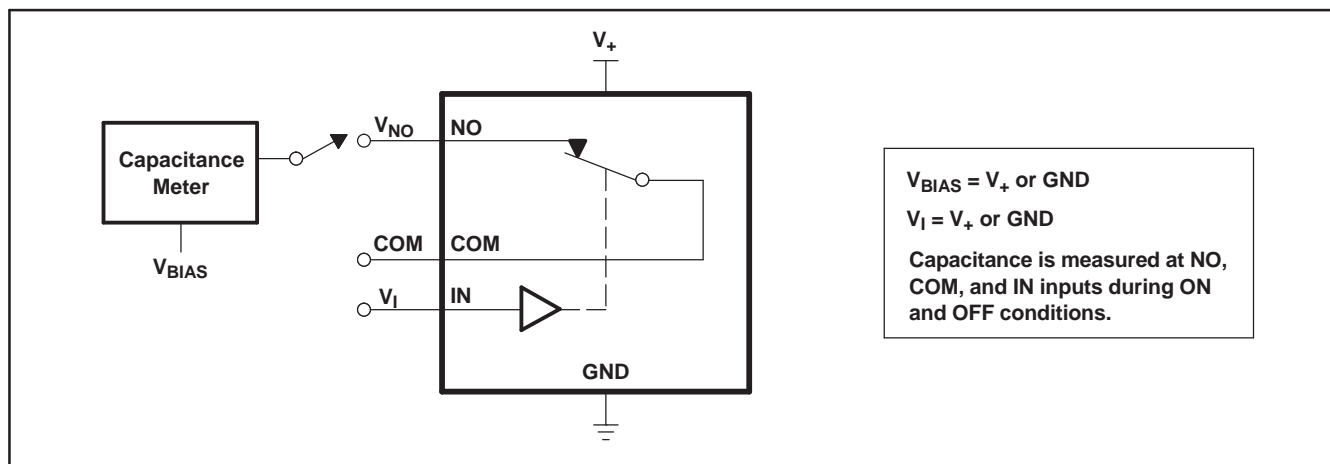 V+
Capacitance
Meter
VBIAS
VNO
NO
COM
COM
VI
IN
GND
VBIAS = V+ or GND
VI = V+ or GND
Capacitance is measured at NO,
COM, and IN inputs during ON
and OFF conditions.